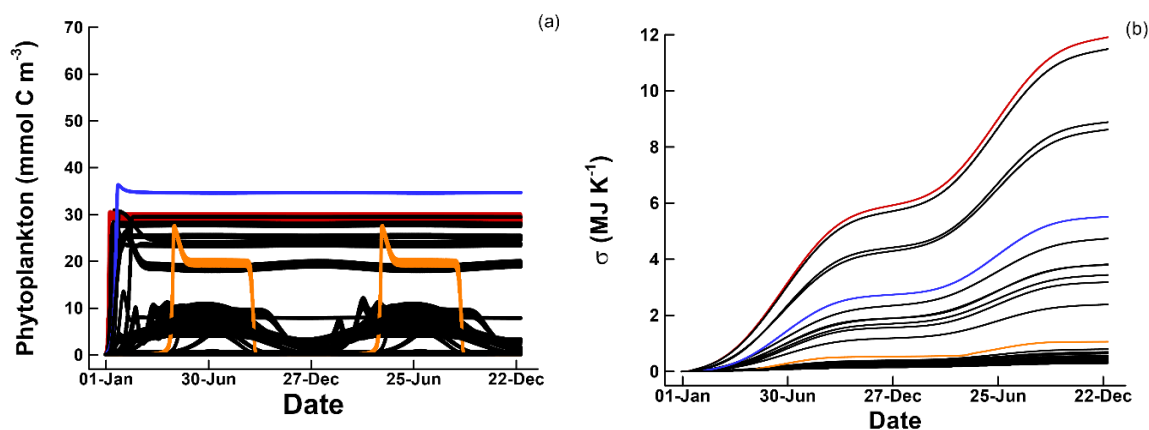 (a)
Phytoplankton (mmol C m-3)
70
60
50
40
30
20
10
0
01-Jan 30-Jun 27-Dec 25-Jun 22-Dec
Date
(b)
σ (MJ K-1)
12
10
8
6
4
2
0
01-Jan 30-Jun 27-Dec 25-Jun 22-Dec
Date